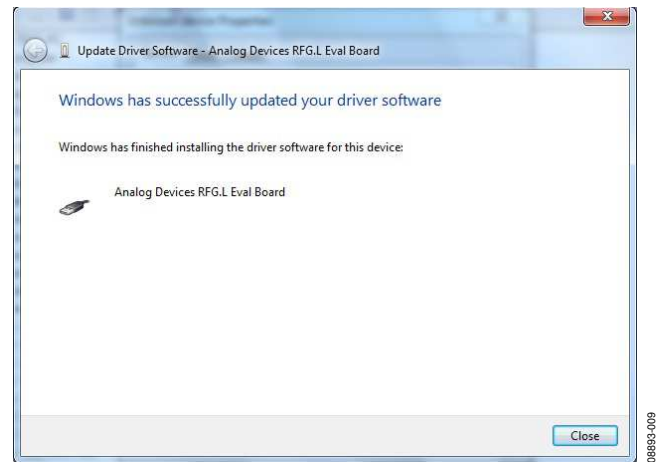 Update Driver Software - Analog Devices RFG.L Eval Board
Windows has successfully updated your driver software
Windows has finished installing the driver software for this device:
Analog Devices RFG.L Eval Board
Close
08893-009